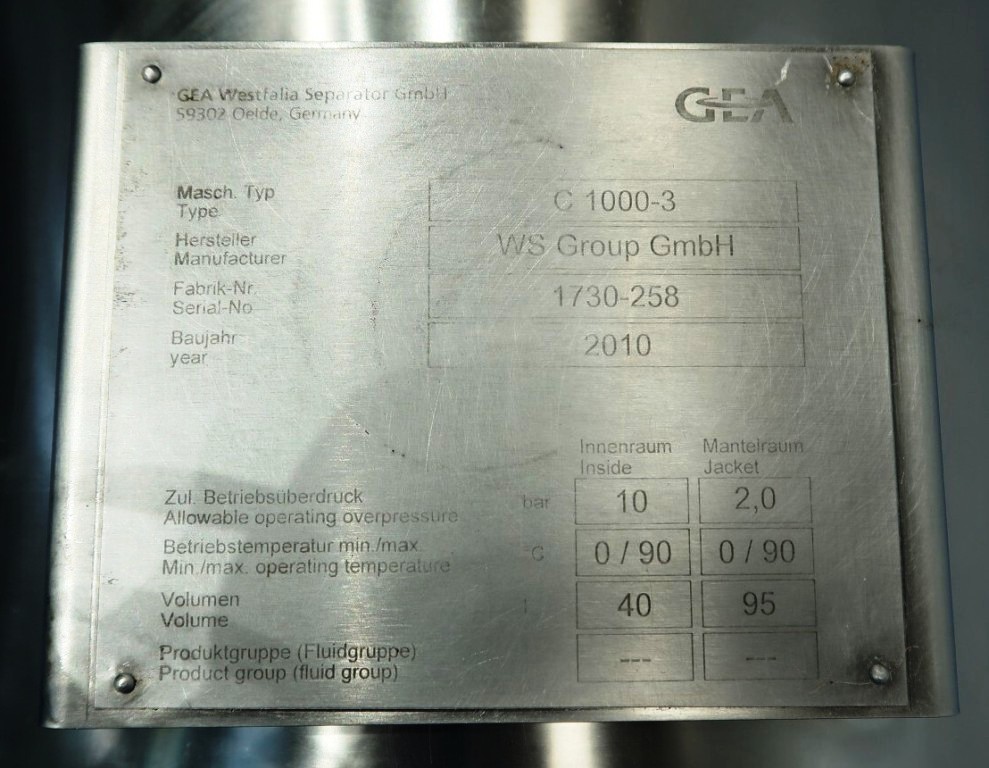 GEA Westfalia Separator GmbH
59302 Oelde, Germany
GEA
Masch. Typ
Type
C 1000-3
Hersteller
Manufacturer
WS Group GmbH
Fabrik-Nr.
Serial-No
1730-258
Baujahr
year
2010
Innenraum Mantelraum
Inside Jacket
Zul. Betriebsüberdruck
Allowable operating overpressure
bar 10 2,0
Betriebstemperatur min./max.
Min./max. operating temperature
°C 0 / 90 0 / 90
Volumen
Volume
l 40 95
Produktgruppe (Fluidgruppe)
Product group (fluid group)
--- ---